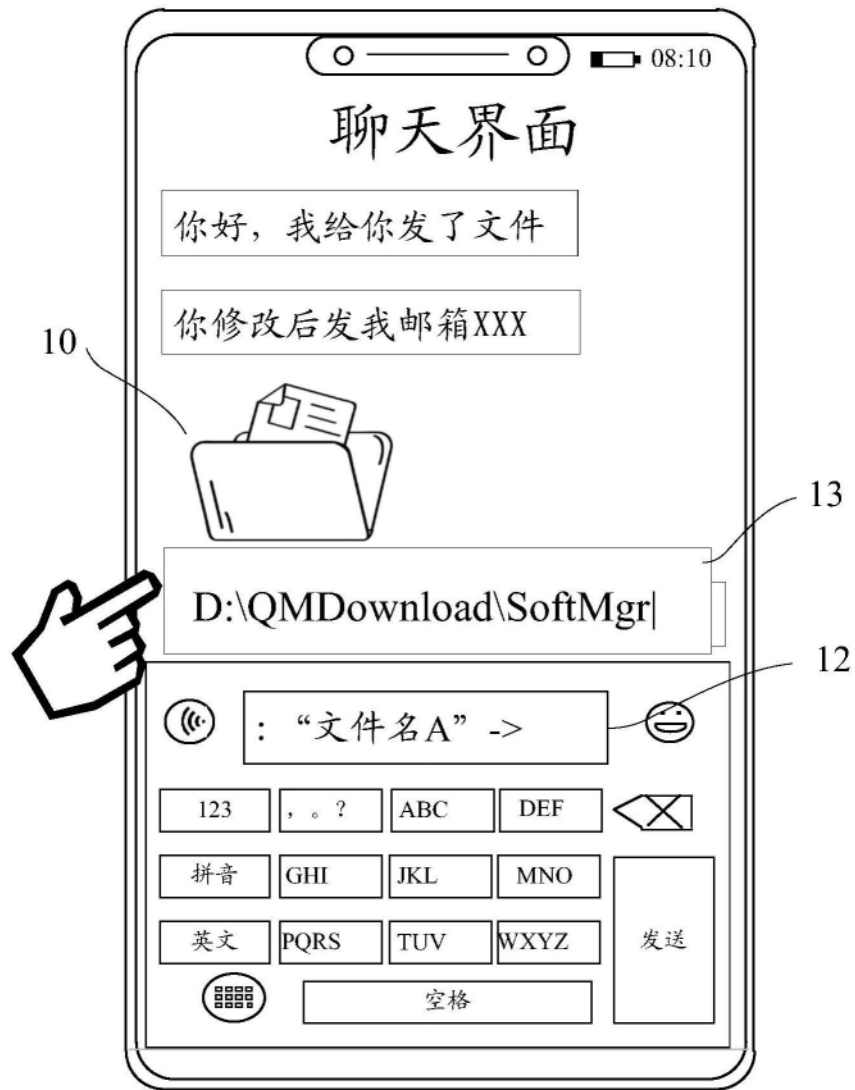 08:10
聊天界面
你好，我给你发了文件
你修改后发我邮箱XXX
10
13
D:\QMDownload\SoftMgr|
12
：“文件名A”->
123 ，。？ ABC DEF
拼音 GHI JKL MNO
英文 PQRS TUV WXYZ 发送
空格